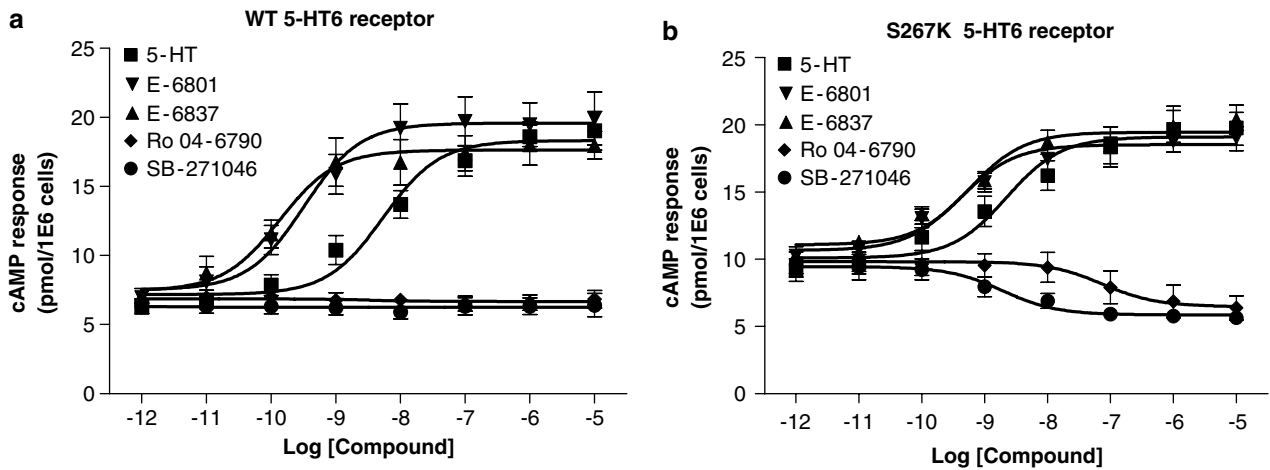 a
WT 5-HT6 receptor
25
20
15
10
5
0
cAMP response
(pmol/1E6 cells)
5-HT
E-6801
E-6837
Ro 04-6790
SB-271046
-12 -11 -10 -9 -8 -7 -6 -5
Log [Compound]
b
S267K 5-HT6 receptor
25
20
15
10
5
0
cAMP response
(pmol/1E6 cells)
5-HT
E-6801
E-6837
Ro 04-6790
SB-271046
-12 -11 -10 -9 -8 -7 -6 -5
Log [Compound]